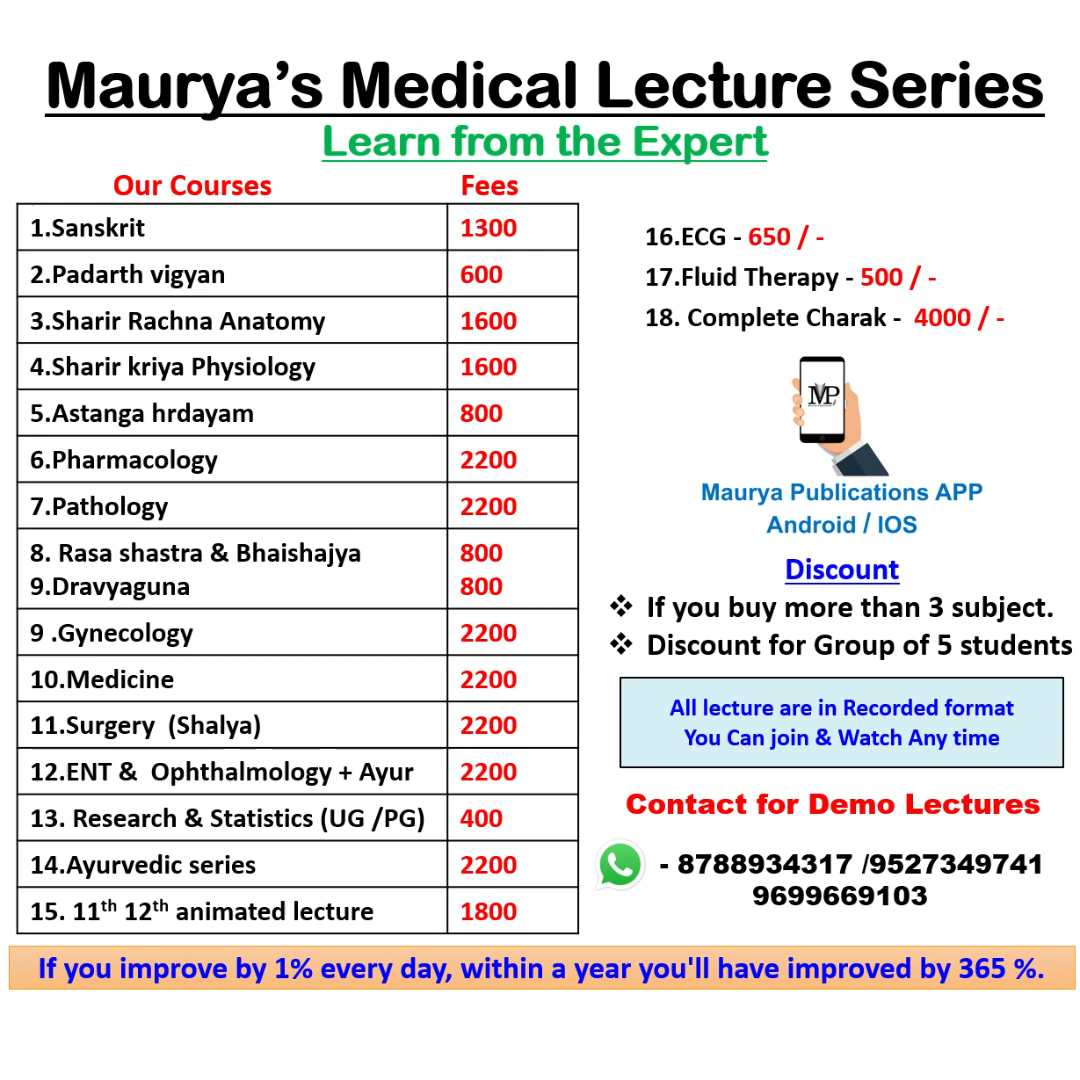 Maurya’s Medical Lecture Series
Learn from the Expert
Our Courses Fees
1.Sanskrit 1300
2.Padarth vigyan 600
3.Sharir Rachna Anatomy 1600
4.Sharir kriya Physiology 1600
5.Astanga hrdayam 800
6.Pharmacology 2200
7.Pathology 2200
8. Rasa shastra & Bhaishajya 800
9.Dravyaguna 800
9 .Gynecology 2200
10.Medicine 2200
11.Surgery (Shalya) 2200
12.ENT & Ophthalmology + Ayur 2200
13. Research & Statistics (UG /PG) 400
14.Ayurvedic series 2200
15. 11th 12th animated lecture 1800
16.ECG - 650 / -
17.Fluid Therapy - 500 / -
18. Complete Charak - 4000 / -
MP
Maurya Publications APP
Android / IOS
Discount
❖ If you buy more than 3 subject.
❖ Discount for Group of 5 students
All lecture are in Recorded format
You Can join & Watch Any time
Contact for Demo Lectures
- 8788934317 /9527349741
9699669103
If you improve by 1% every day, within a year you'll have improved by 365 %.